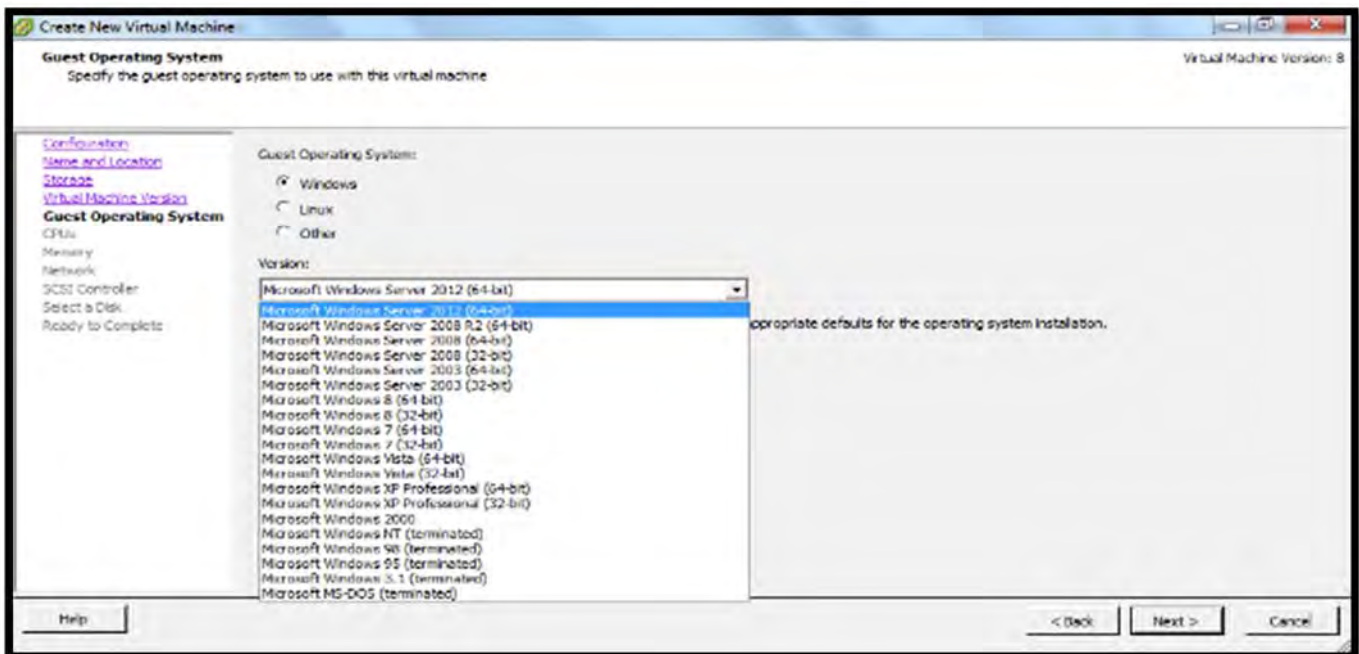 Create New Virtual Machine
Guest Operating System
Specify the guest operating system to use with this virtual machine
Virtual Machine Version: 8
Configuration
Name and Location
Storage
Virtual Machine Version
Guest Operating System
CPUs
Memory
Network
SCSI Controller
Select a Disk
Ready to Complete
Guest Operating System:
Windows
Linux
Other
Version:
Microsoft Windows Server 2012 (64-bit)
Microsoft Windows Server 2012 (64-bit)
Microsoft Windows Server 2008 R2 (64-bit)
appropriate defaults for the operating system installation.
Microsoft Windows Server 2008 (64-bit)
Microsoft Windows Server 2008 (32-bit)
Microsoft Windows Server 2003 (64-bit)
Microsoft Windows Server 2003 (32-bit)
Microsoft Windows 8 (64-bit)
Microsoft Windows 8 (32-bit)
Microsoft Windows 7 (64-bit)
Microsoft Windows 7 (32-bit)
Microsoft Windows Vista (64-bit)
Microsoft Windows Vista (32-bit)
Microsoft Windows XP Professional (64-bit)
Microsoft Windows XP Professional (32-bit)
Microsoft Windows 2000
Microsoft Windows NT (terminated)
Microsoft Windows 98 (terminated)
Microsoft Windows 95 (terminated)
Microsoft Windows 3.1 (terminated)
Microsoft MS-DOS (terminated)
Help
< Back
Next >
Cancel